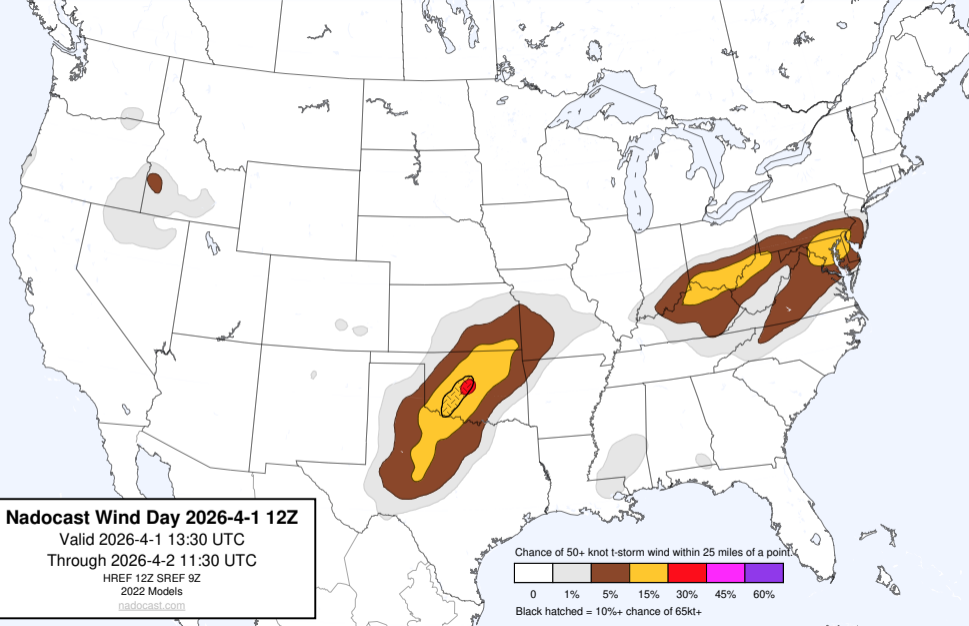 Nadocast Wind Day 2026-4-1 12Z
Valid 2026-4-1 13:30 UTC
Through 2026-4-2 11:30 UTC
HREF 12Z SREF 9Z
2022 Models
nadocast.com
Chance of 50+ knot t-storm wind within 25 miles of a point.
0 1% 5% 15% 30% 45% 60%
Black hatched = 10%+ chance of 65kt+